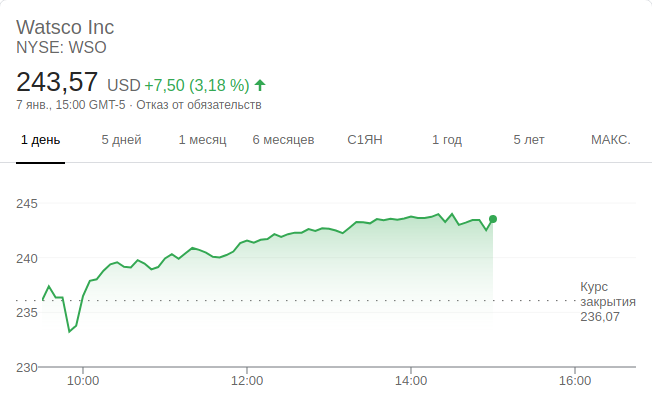 Watsco Inc
NYSE: WSO
243,57 USD +7,50 (3,18 %)
7 янв., 15:00 GMT-5 · Отказ от обязательств
1 день 5 дней 1 месяц 6 месяцев С1ЯН 1 год 5 лет МАКС.
245
240
235
230
Курс
закрытия
236,07
10:00 12:00 14:00 16:00